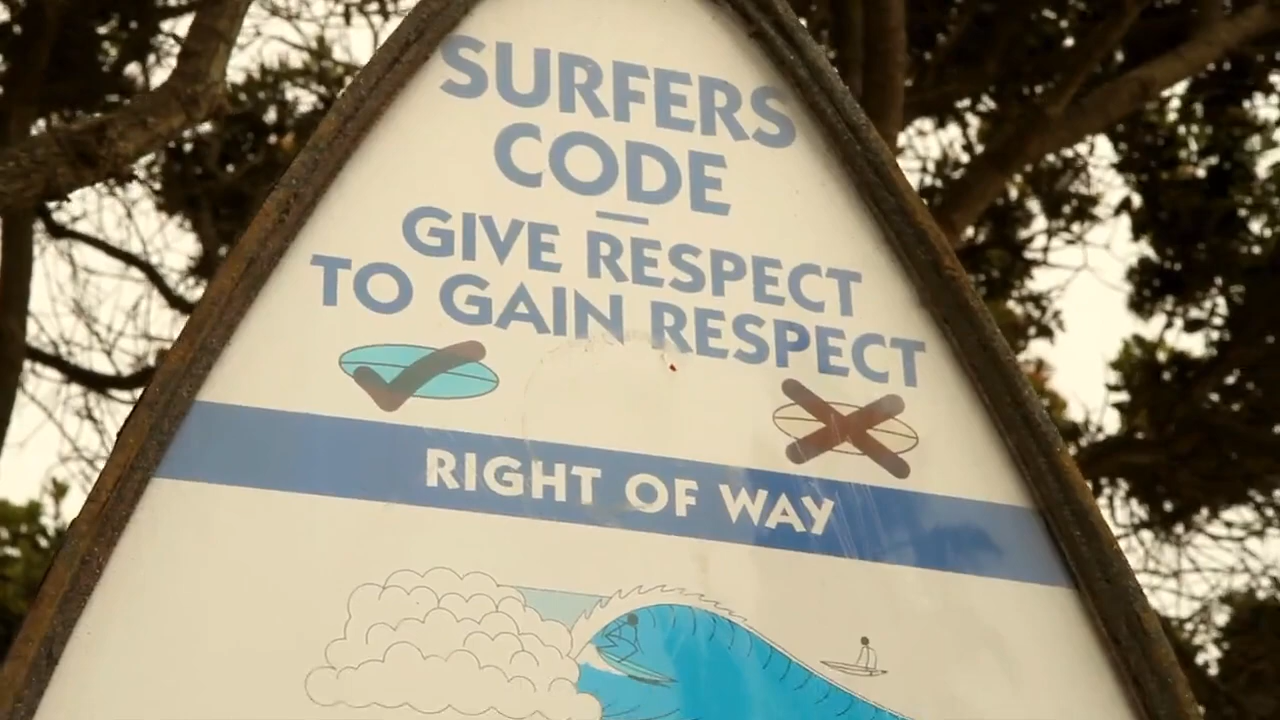 SURFERS
CODE
—
GIVE RESPECT
TO GAIN RESPECT
RIGHT OF WAY